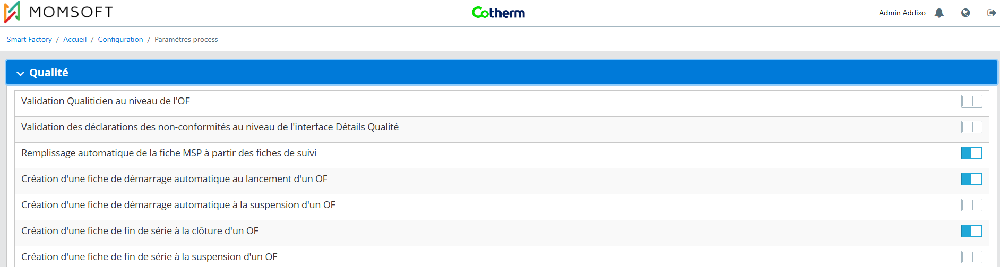 MOMSOFT
Cotherm
Admin Addixo
Smart Factory / Accueil / Configuration / Paramètres process
Qualité
Validation Qualiticien au niveau de l'OF
Validation des déclarations des non-conformités au niveau de l'interface Détails Qualité
Remplissage automatique de la fiche MSP à partir des fiches de suivi
Création d'une fiche de démarrage automatique au lancement d'un OF
Création d'une fiche de démarrage automatique à la suspension d'un OF
Création d'une fiche de fin de série à la clôture d'un OF
Création d'une fiche de fin de série à la suspension d'un OF